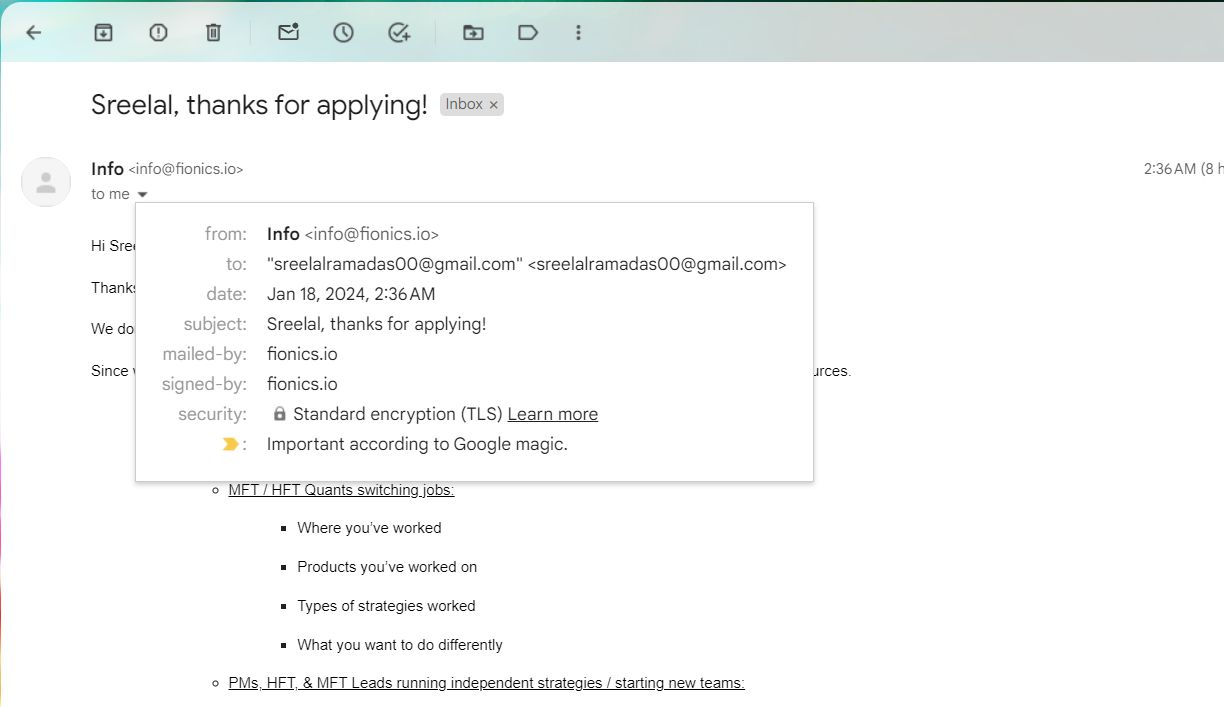 Sreelal, thanks for applying! Inbox ×
Info <info@fionics.io> 2:36 AM (8 h
to me
Hi Sree
Thanks
We do
Since urces.
from: Info <info@fionics.io>
to: "sreelalramadas00@gmail.com" <sreelalramadas00@gmail.com>
date: Jan 18, 2024, 2:36 AM
subject: Sreelal, thanks for applying!
mailed-by: fionics.io
signed-by: fionics.io
security: Standard encryption (TLS) Learn more
: Important according to Google magic.
MFT / HFT Quants switching jobs:
Where you’ve worked
Products you’ve worked on
Types of strategies worked
What you want to do differently
PMs, HFT, & MFT Leads running independent strategies / starting new teams: